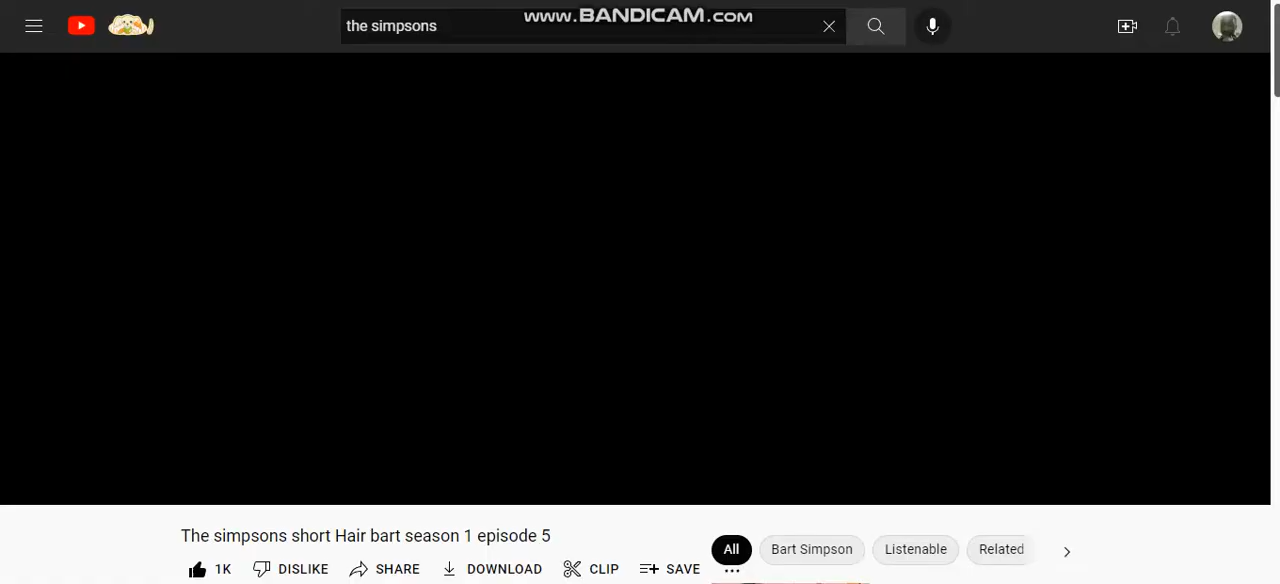 www.BANDICAM.com
the simpsons
The simpsons short Hair bart season 1 episode 5
1K DISLIKE SHARE DOWNLOAD CLIP SAVE
All Bart Simpson Listenable Related